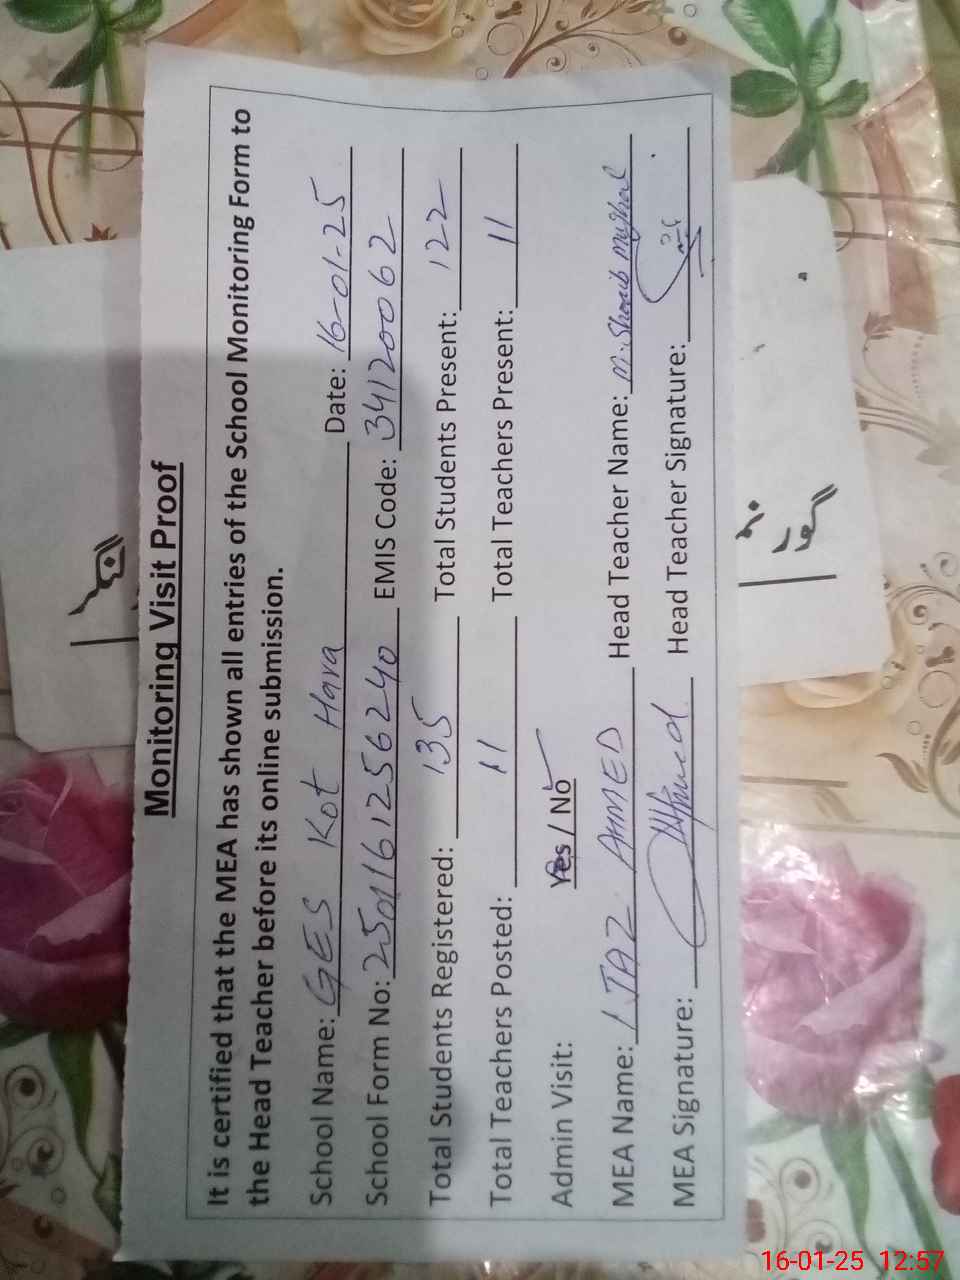 Monitoring Visit Proof
It is certified that the MEA has shown all entries of the School Monitoring Form to
the Head Teacher before its online submission.
School Name: GES Kot Hara Date: 16-01-25
School Form No: 2501161256240 EMIS Code: 34120062
Total Students Registered: 135 Total Students Present: 122
Total Teachers Posted: 11 Total Teachers Present: 11
Admin Visit: Yes / No
MEA Name: IJAZ AHMED Head Teacher Name: M. Shoaib Mughal
MEA Signature: Head Teacher Signature:
16-01-25 12:57